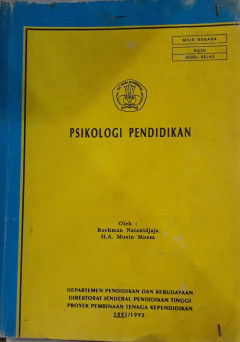 MILIK NEGARA
PGSD
GURU KELAS
PSIKOLOGI PENDIDIKAN
Oleh :
Rochman Natawidjaja
H.A. Moein Moesa
DEPARTEMEN PENDIDIKAN DAN KEBUDAYAAN
DIREKTORAT JENDERAL PENDIDIKAN TINGGI
PROYEK PEMBINAAN TENAGA KEPENDIDIKAN
1991/1992